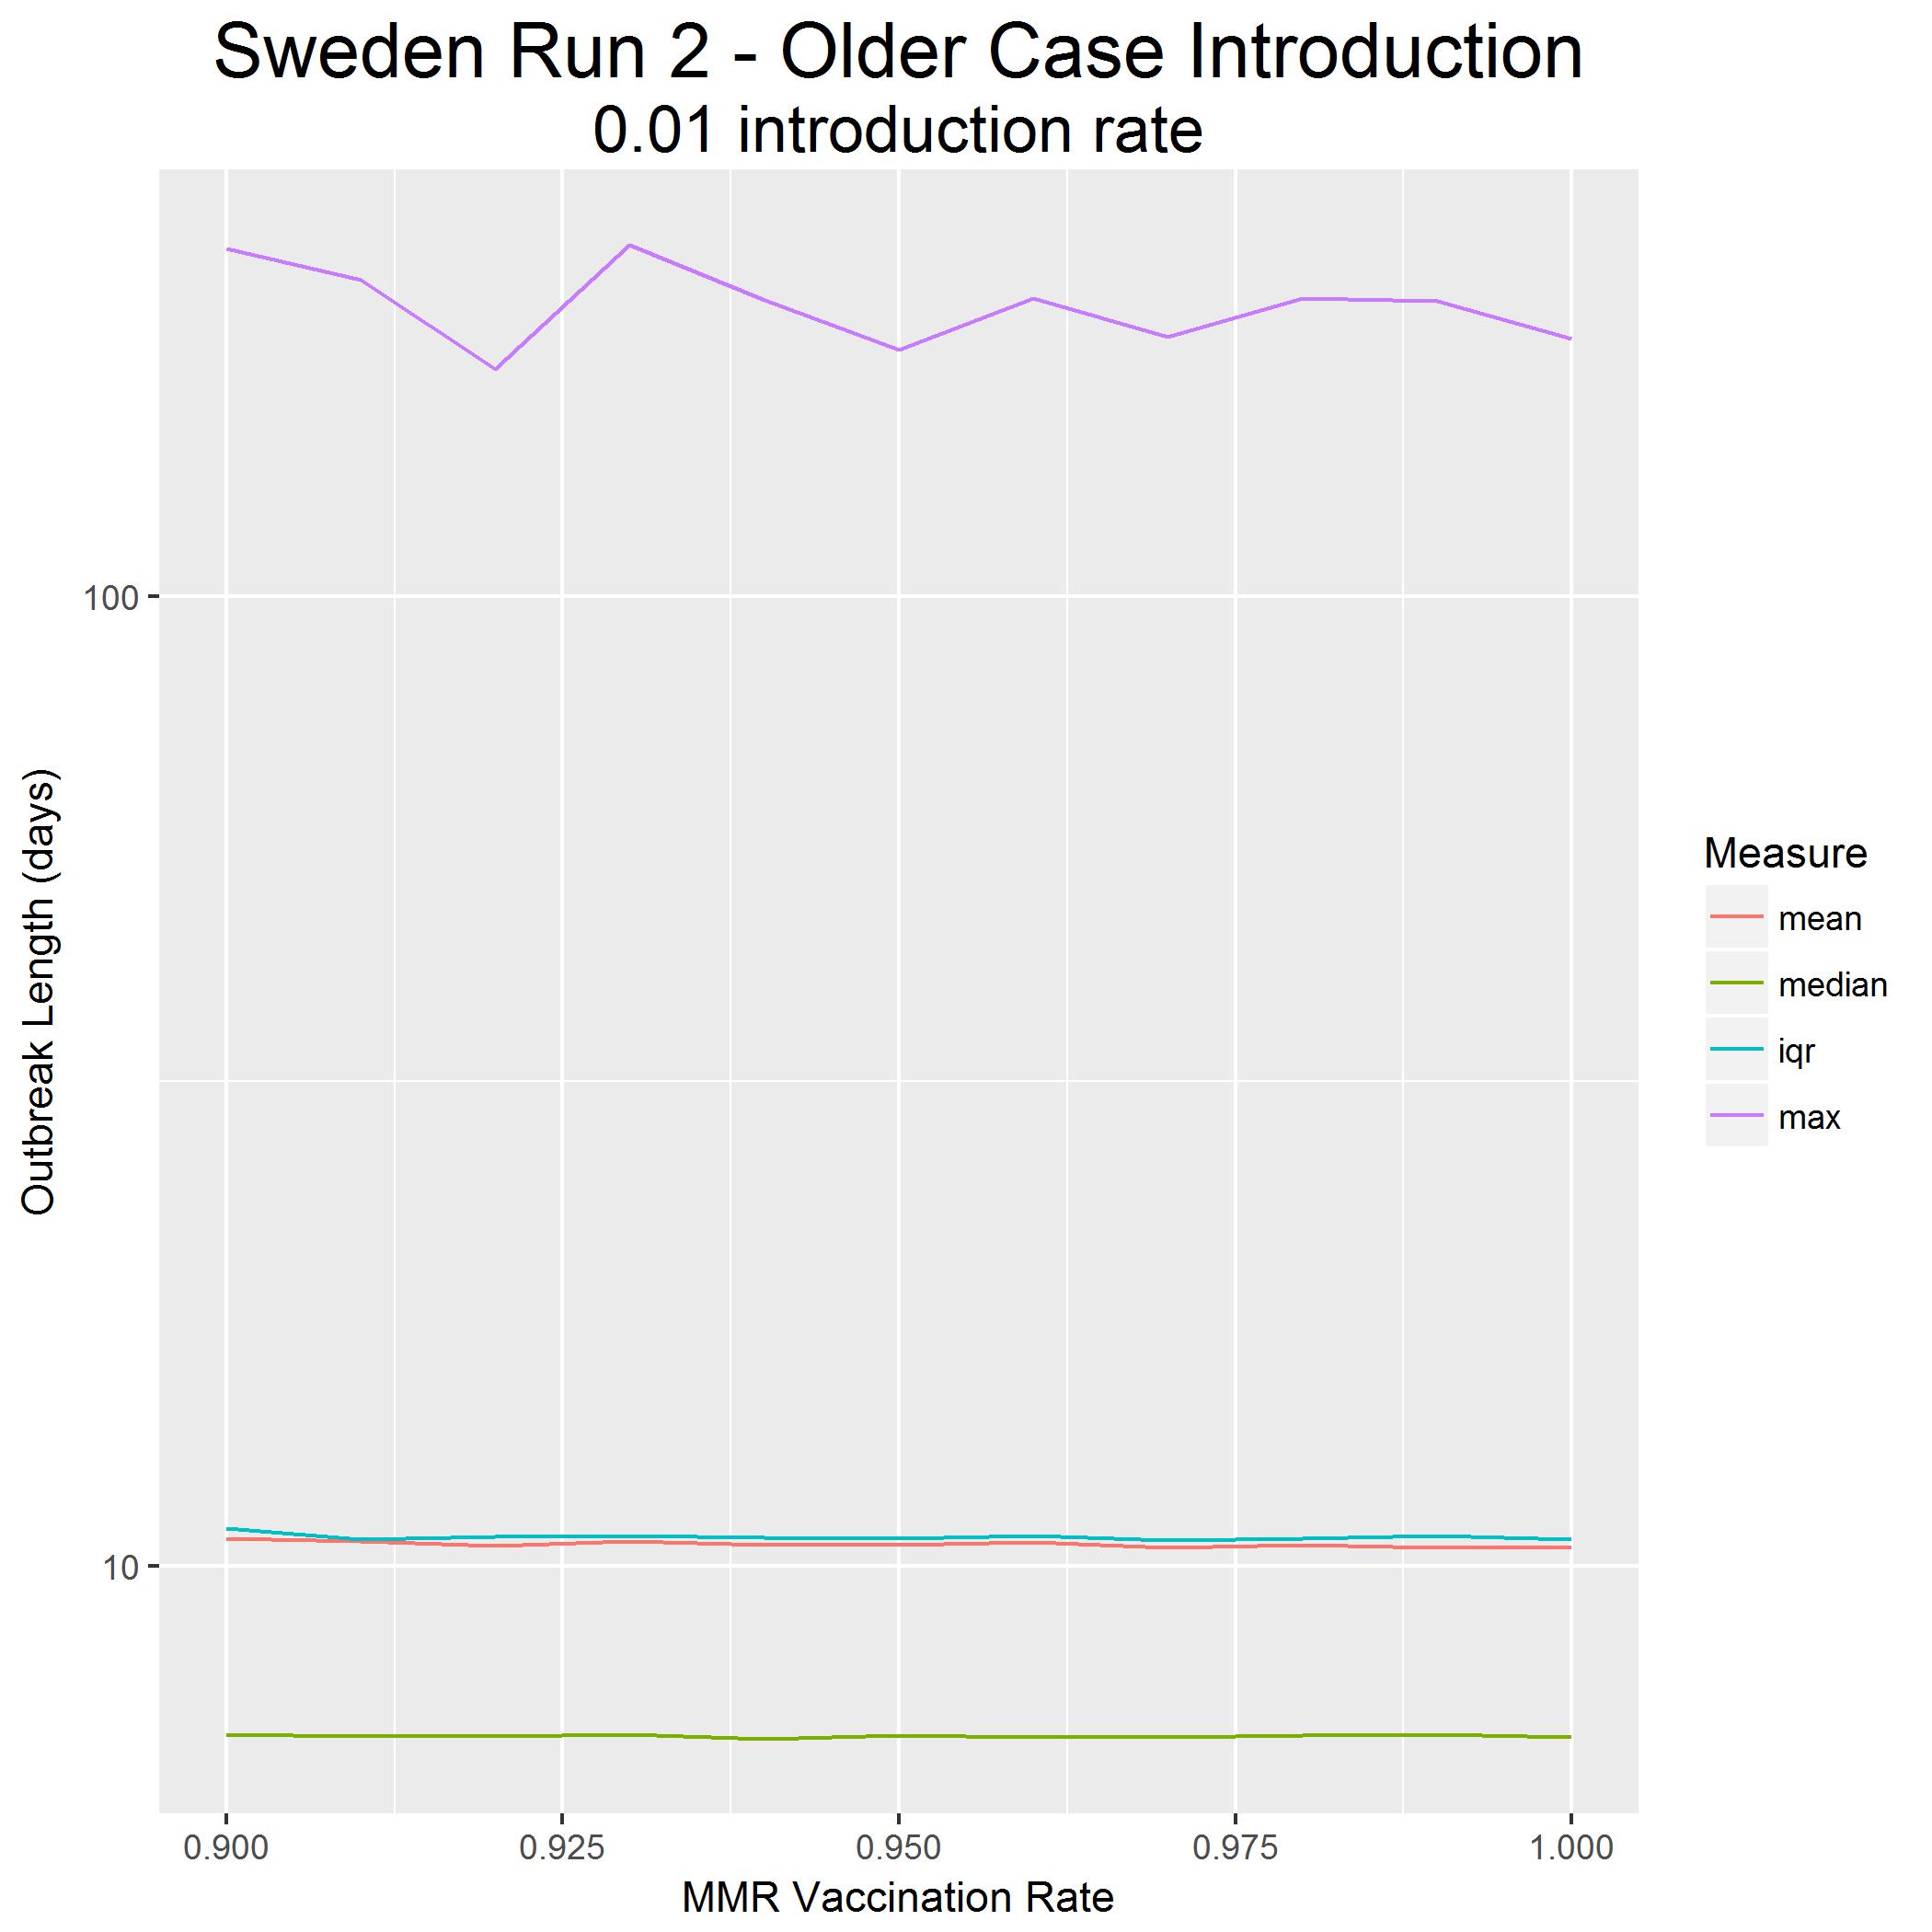 Sweden Run 2 - Older Case Introduction
0.01 introduction rate
Outbreak Length (days)
100
10
0.900
0.925
0.950
0.975
1.000
MMR Vaccination Rate
Measure
mean
median
iqr
max